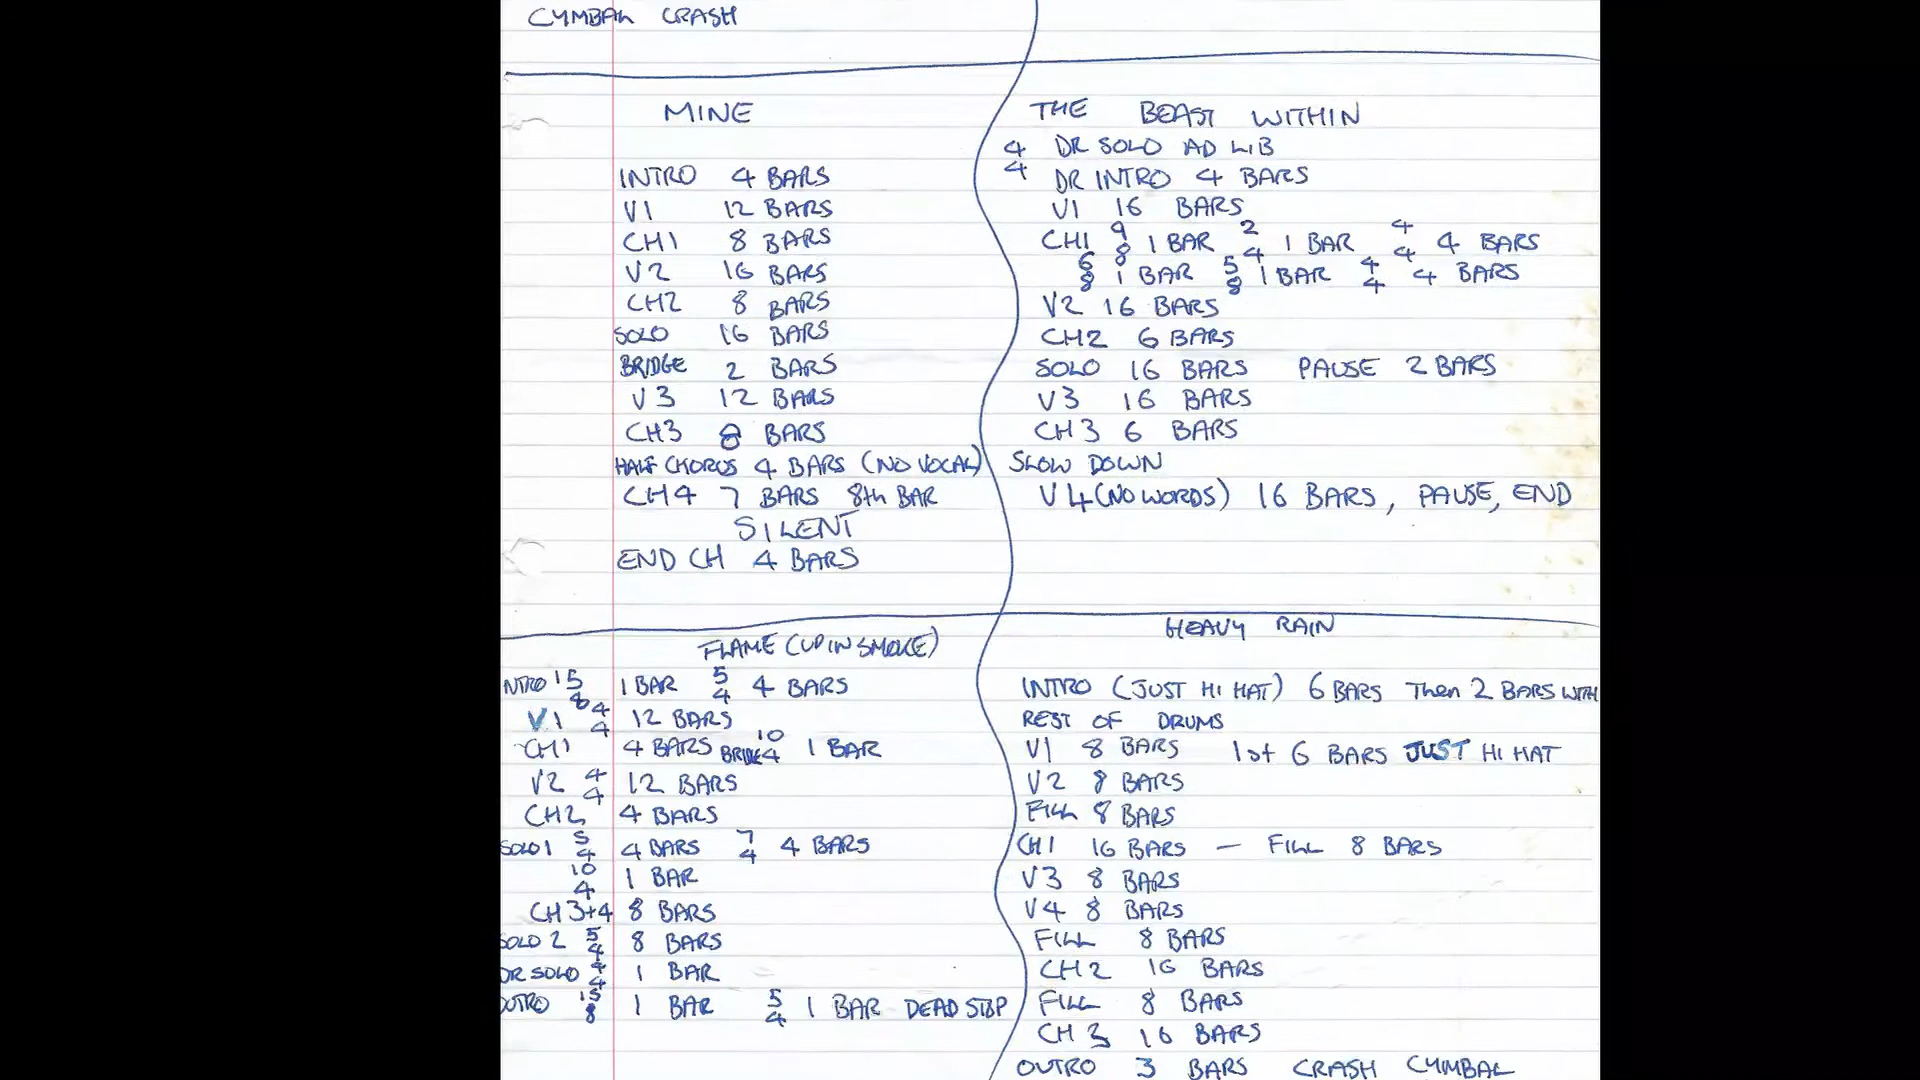 CYMBAL CRASH
MINE
INTRO 4 BARS
V1 12 BARS
CH1 8 BARS
V2 16 BARS
CH2 8 BARS
SOLO 16 BARS
BRIDGE 2 BARS
V3 12 BARS
CH3 8 BARS
HALF CHORUS 4 BARS (NO VOCAL)
CH4 7 BARS 8th BAR
SILENT
END CH 4 BARS
THE BEAST WITHIN
4/4 DR SOLO AD LIB
DR INTRO 4 BARS
V1 16 BARS
CH1 9/8 1 BAR 2/4 1 BAR 4/4 4 BARS
6/8 1 BAR 5/8 1 BAR 4/4 4 BARS
V2 16 BARS
CH2 6 BARS
SOLO 16 BARS PAUSE 2 BARS
V3 16 BARS
CH3 6 BARS
SLOW DOWN
V4 (NO WORDS) 16 BARS, PAUSE, END
FLAME (UP IN SMOKE)
INTRO 15/8 1 BAR 5/4 4 BARS
V1 4/4 12 BARS
CH1 4 BARS BRIDGE 10/4 1 BAR
V2 4/4 12 BARS
CH2 4 BARS
SOLO 1 5/4 4 BARS 7/4 4 BARS
10/4 1 BAR
CH 3+4 8 BARS
SOLO 2 5/4 8 BARS
DR SOLO 4/4 1 BAR
OUTRO 15/8 1 BAR 5/4 1 BAR DEAD STOP
HEAVY RAIN
INTRO (JUST HI HAT) 6 BARS Then 2 BARS WITH
REST OF DRUMS
V1 8 BARS 1st 6 BARS JUST HI HAT
V2 8 BARS
FILL 8 BARS
CH1 16 BARS – FILL 8 BARS
V3 8 BARS
V4 8 BARS
FILL 8 BARS
CH2 16 BARS
FILL 8 BARS
CH 3 16 BARS
OUTRO 3 BARS CRASH CYMBAL